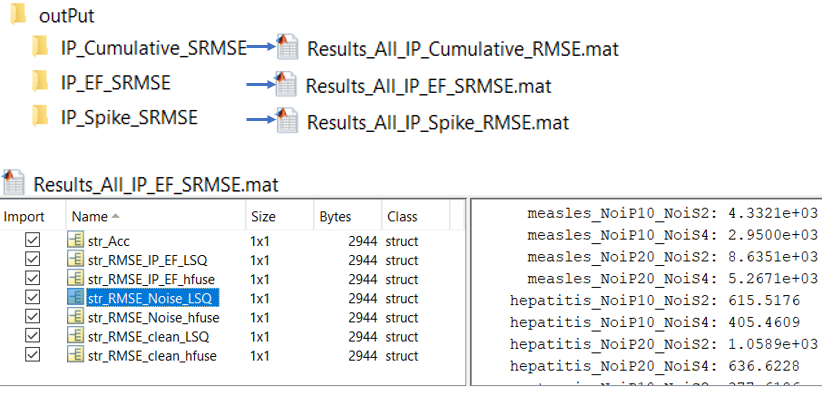 outPut
IP_Cumulative_SRMSE
Results_All_IP_Cumulative_RMSE.mat
IP_EF_SRMSE
Results_All_IP_EF_SRMSE.mat
IP_Spike_SRMSE
Results_All_IP_Spike_RMSE.mat
Results_All_IP_EF_SRMSE.mat
Import Name Size Bytes Class
str_Acc 1x1 2944 struct
str_RMSE_IP_EF_LSQ 1x1 2944 struct
str_RMSE_IP_EF_hfuse 1x1 2944 struct
str_RMSE_Noise_LSQ 1x1 2944 struct
str_RMSE_Noise_hfuse 1x1 2944 struct
str_RMSE_clean_LSQ 1x1 2944 struct
str_RMSE_clean_hfuse 1x1 2944 struct
measles_NoiP10_NoiS2: 4.3321e+03
measles_NoiP10_NoiS4: 2.9500e+03
measles_NoiP20_NoiS2: 8.6351e+03
measles_NoiP20_NoiS4: 5.2671e+03
hepatitis_NoiP10_NoiS2: 615.5176
hepatitis_NoiP10_NoiS4: 405.4609
hepatitis_NoiP20_NoiS2: 1.0589e+03
hepatitis_NoiP20_NoiS4: 636.6228